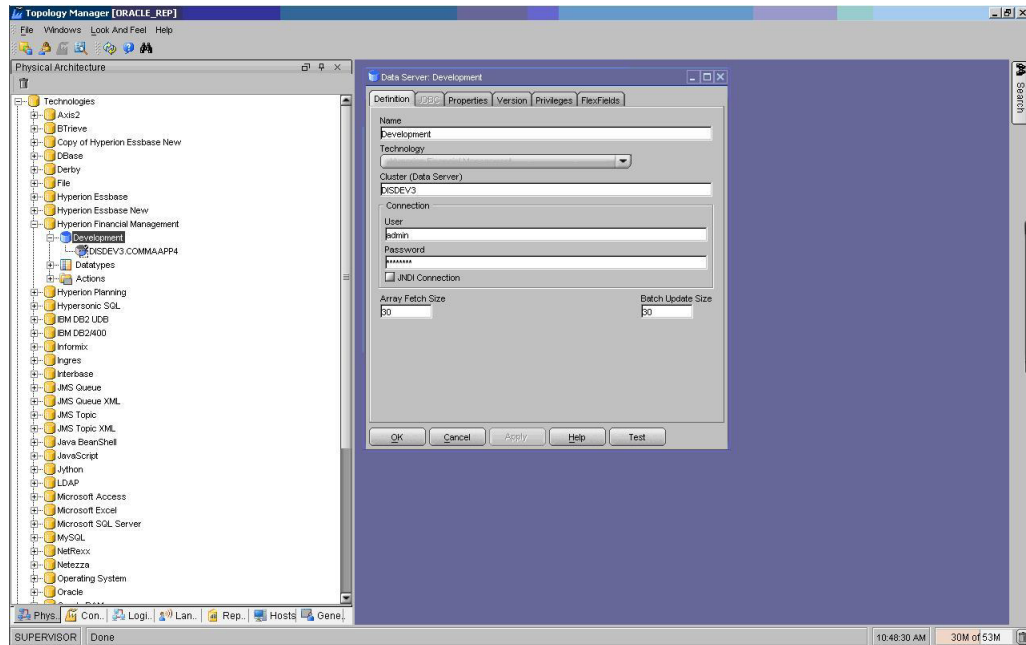 Topology Manager [ORACLE_REP]
File Windows Look And Feel Help
Physical Architecture
Technologies
Axis2
BTrieve
Copy of Hyperion Essbase New
DBase
Derby
File
Hyperion Essbase
Hyperion Essbase New
Hyperion Financial Management
Development
DISDEV3.COMMAAPP4
Datatypes
Actions
Hyperion Planning
Hypersonic SQL
IBM DB2 UDB
IBM DB2/400
Informix
Ingres
Interbase
JMS Queue
JMS Queue XML
JMS Topic
JMS Topic XML
Java BeanShell
JavaScript
Jython
LDAP
Microsoft Access
Microsoft Excel
Microsoft SQL Server
MySQL
NetRexx
Netezza
Operating System
Oracle
Phys.. Con.. Logi.. Lan.. Rep.. Hosts Gene..
Data Server: Development
Definition JDBC Properties Version Privileges FlexFields
Name
Development
Technology
Hyperion Financial Management
Cluster (Data Server)
DISDEV3
Connection
User
admin
Password
********
JNDI Connection
Array Fetch Size Batch Update Size
30 30
OK Cancel Apply Help Test
Search
SUPERVISOR Done 10:48:30 AM 30M of 53M